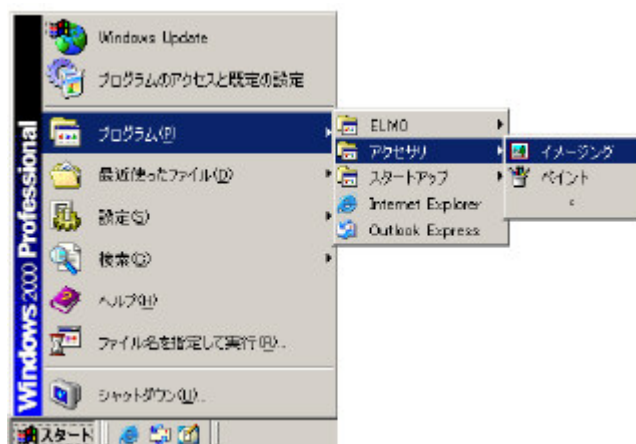 Windows 2000 Professional
Windows Update
プログラムのアクセスと既定の設定
プログラム(P)
最近使ったファイル(D)
設定(S)
検索(C)
ヘルプ(H)
ファイル名を指定して実行(R)...
シャットダウン(U)...
スタート
ELMO
アクセサリ
スタートアップ
Internet Explorer
Outlook Express
イメージング
ペイント